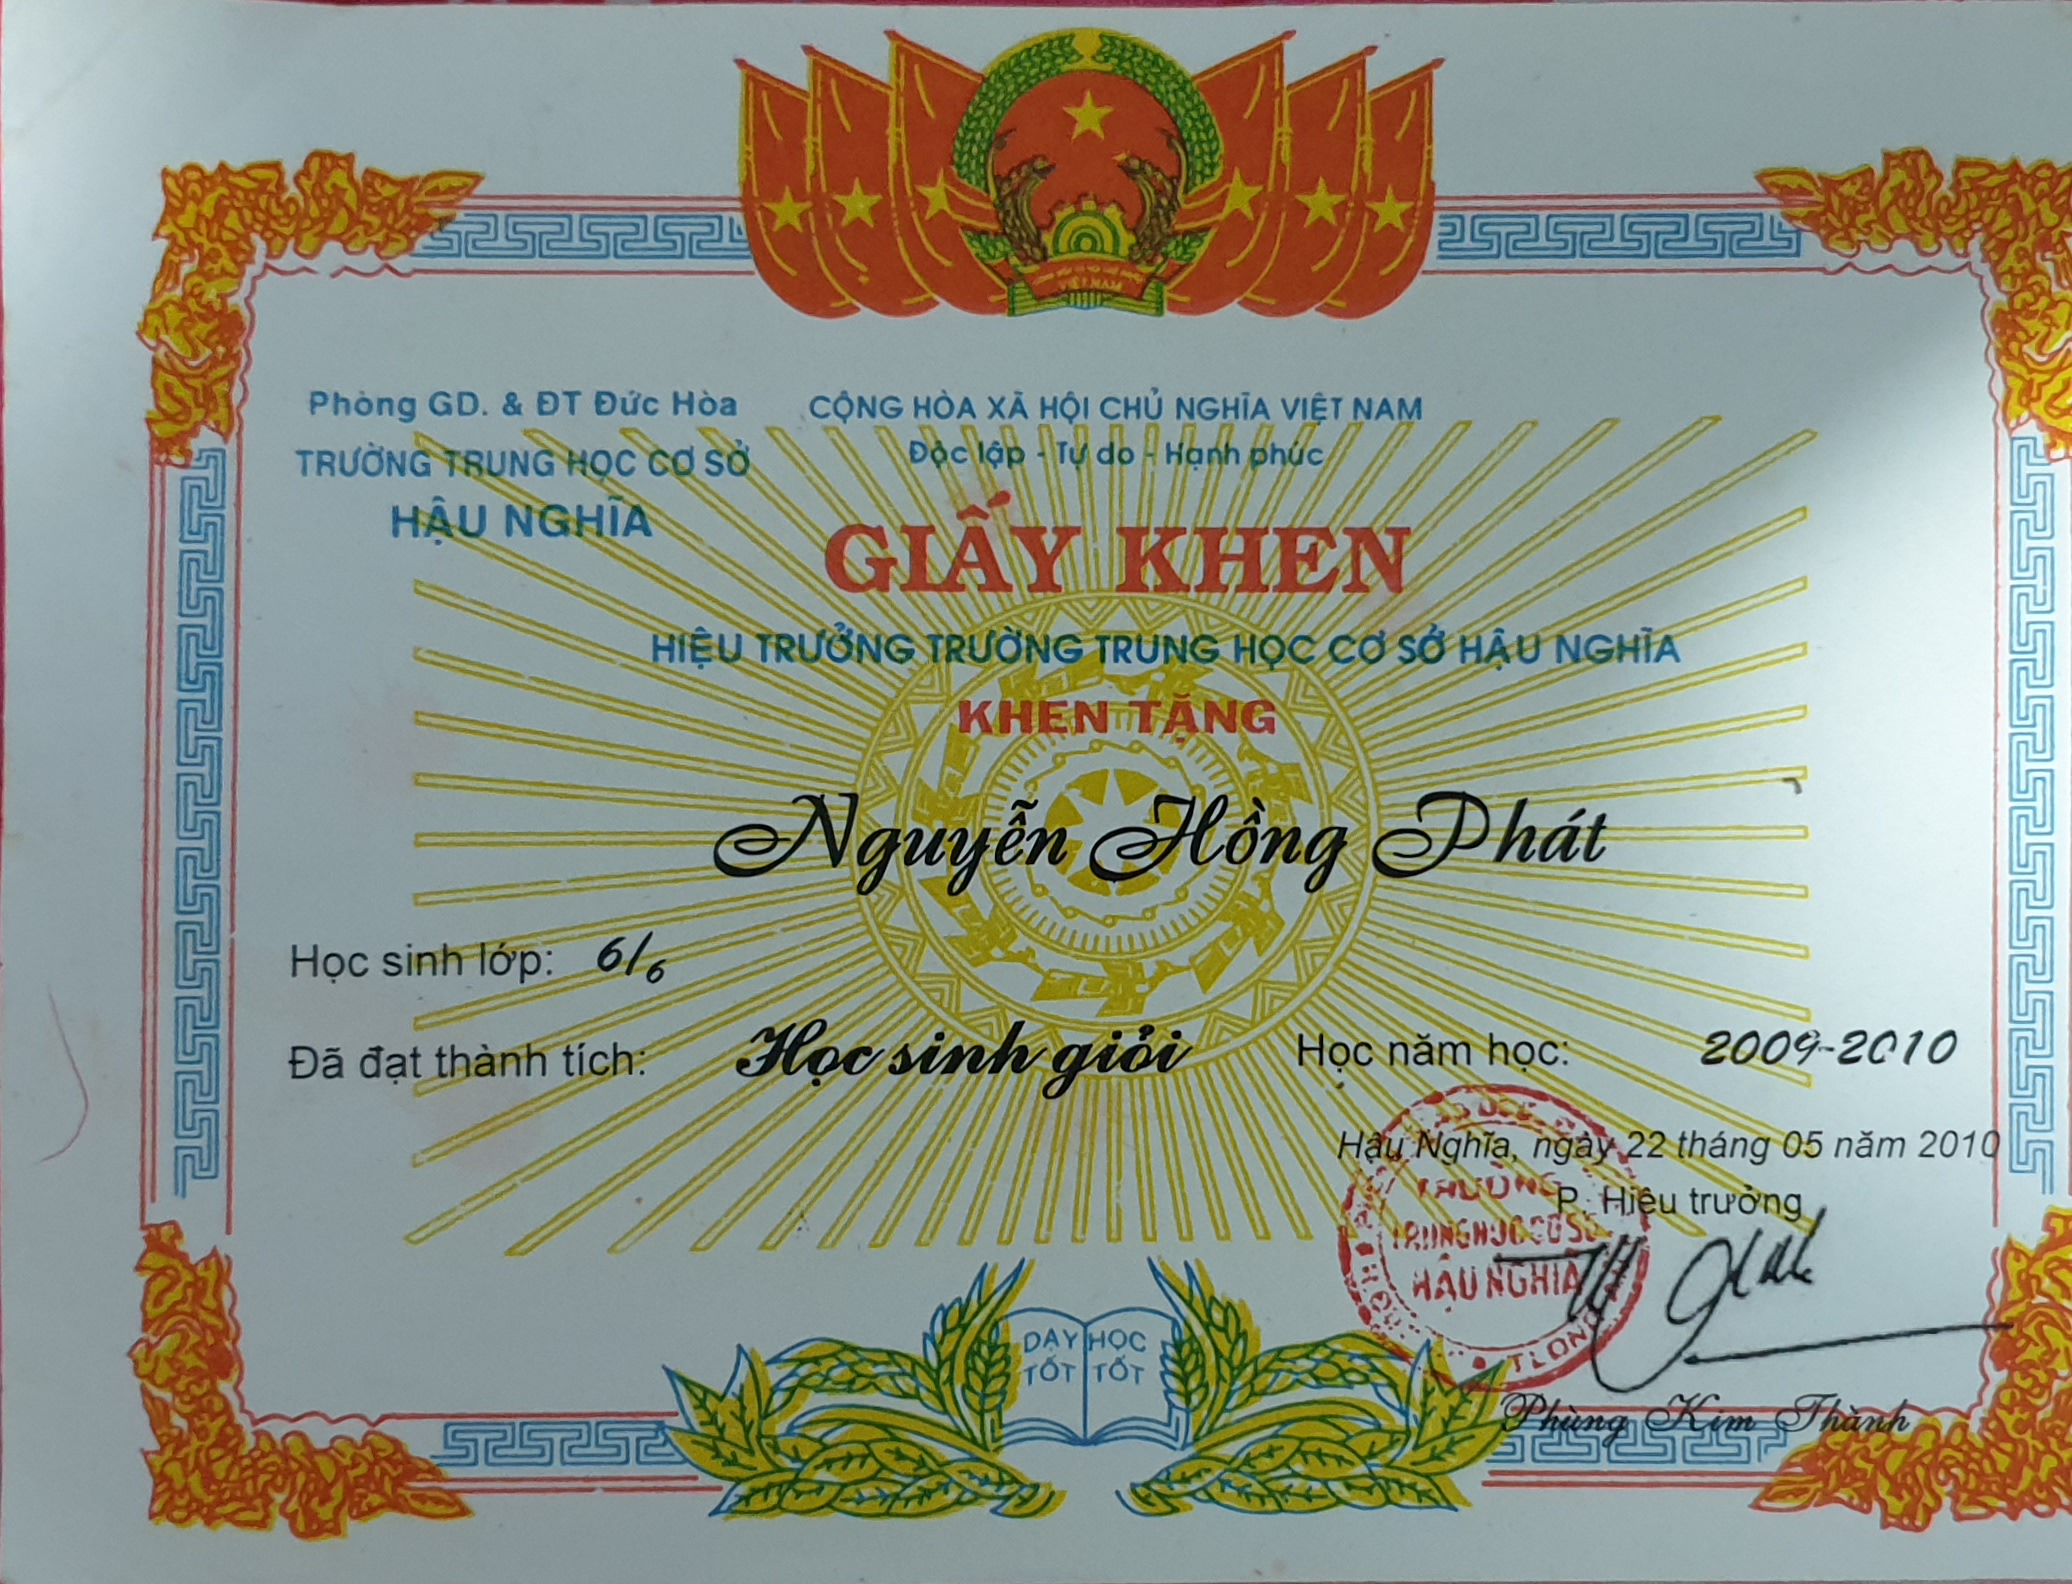 VIỆT NAM
Phòng GD. & ĐT Đức Hòa
TRƯỜNG TRUNG HỌC CƠ SỞ
HẬU NGHĨA
CỘNG HÒA XÃ HỘI CHỦ NGHĨA VIỆT NAM
Độc lập - Tự do - Hạnh phúc
GIẤY KHEN
HIỆU TRƯỞNG TRƯỜNG TRUNG HỌC CƠ SỞ HẬU NGHĨA
KHEN TẶNG
Nguyễn Hồng Phát
Học sinh lớp: 6/6
Đã đạt thành tích: Học sinh giỏi Học năm học: 2009-2010
Hậu Nghĩa, ngày 22 tháng 05 năm 2010
P. Hiệu trưởng
TRƯỜNG
TRUNG HỌC CƠ SỞ
HẬU NGHĨA
T LONG
DẠY TỐT
HỌC TỐT
Phùng Kim Thành